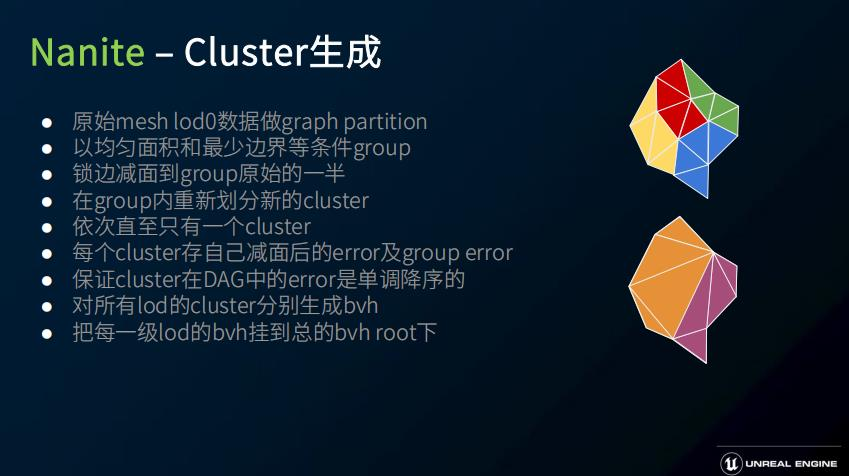 Nanite – Cluster生成
● 原始mesh lod0数据做graph partition
● 以均匀面积和最少边界等条件group
● 锁边减面到group原始的一半
● 在group内重新划分新的cluster
● 依次直至只有一个cluster
● 每个cluster存自己减面后的error及group error
● 保证cluster在DAG中的error是单调降序的
● 对所有lod的cluster分别生成bvh
● 把每一级lod的bvh挂到总的bvh root下
UNREAL ENGINE